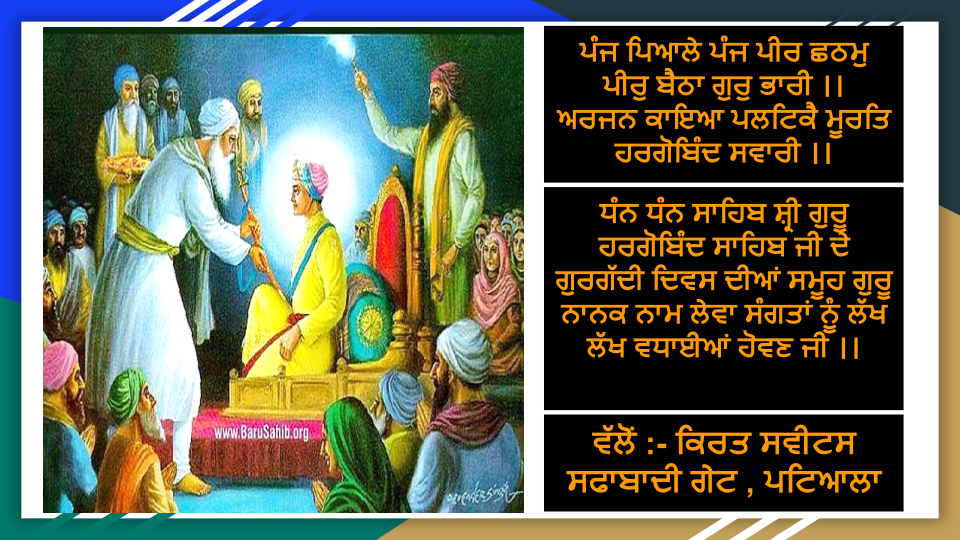 ਪੰਜ ਪਿਆਲੇ ਪੰਜ ਪੀਰ ਛਠਮੁ
ਪੀਰੁ ਬੈਠਾ ਗੁਰੁ ਭਾਰੀ ।।
ਅਰਜਨ ਕਾਇਆ ਪਲਟਿਕੈ ਮੂਰਤਿ
ਹਰਗੋਬਿੰਦ ਸਵਾਰੀ ।।
ਧੰਨ ਧੰਨ ਸਾਹਿਬ ਸ਼੍ਰੀ ਗੁਰੂ
ਹਰਗੋਬਿੰਦ ਸਾਹਿਬ ਜੀ ਦੇ
ਗੁਰਗੱਦੀ ਦਿਵਸ ਦੀਆਂ ਸਮੂਹ ਗੁਰੂ
ਨਾਨਕ ਨਾਮ ਲੇਵਾ ਸੰਗਤਾਂ ਨੂੰ ਲੱਖ
ਲੱਖ ਵਧਾਈਆਂ ਹੋਵਣ ਜੀ ।।
ਵੱਲੋਂ :- ਕਿਰਤ ਸਵੀਟਸ
ਸਫਾਬਾਦੀ ਗੇਟ , ਪਟਿਆਲਾ
www.BaruSahib.org